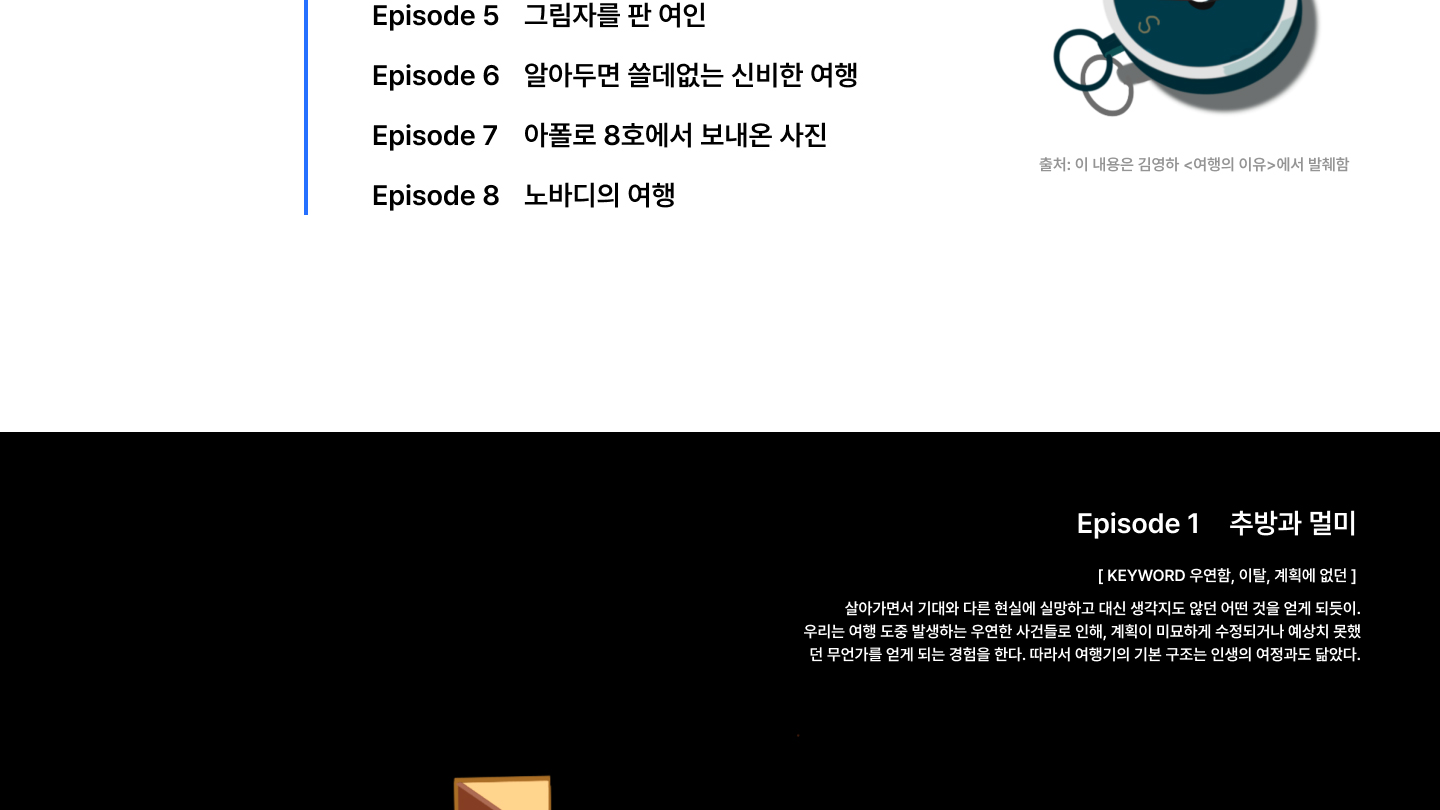 Episode 5 그림자를 판 여인
Episode 6 알아두면 쓸데없는 신비한 여행
Episode 7 아폴로 8호에서 보내온 사진
Episode 8 노바디의 여행
S
출처: 이 내용은 김영하 <여행의 이유>에서 발췌함
Episode 1 추방과 멀미
[ KEYWORD 우연함, 이탈, 계획에 없던 ]
살아가면서 기대와 다른 현실에 실망하고 대신 생각지도 않던 어떤 것을 얻게 되듯이.
우리는 여행 도중 발생하는 우연한 사건들로 인해, 계획이 미묘하게 수정되거나 예상치 못했
던 무언가를 얻게 되는 경험을 한다. 따라서 여행기의 기본 구조는 인생의 여정과도 닮았다.